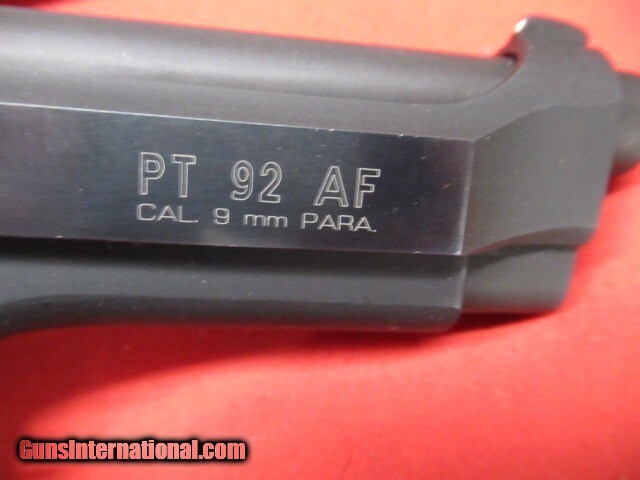 PT 92 AF
CAL. 9 mm PARA.
GunsInternational.com